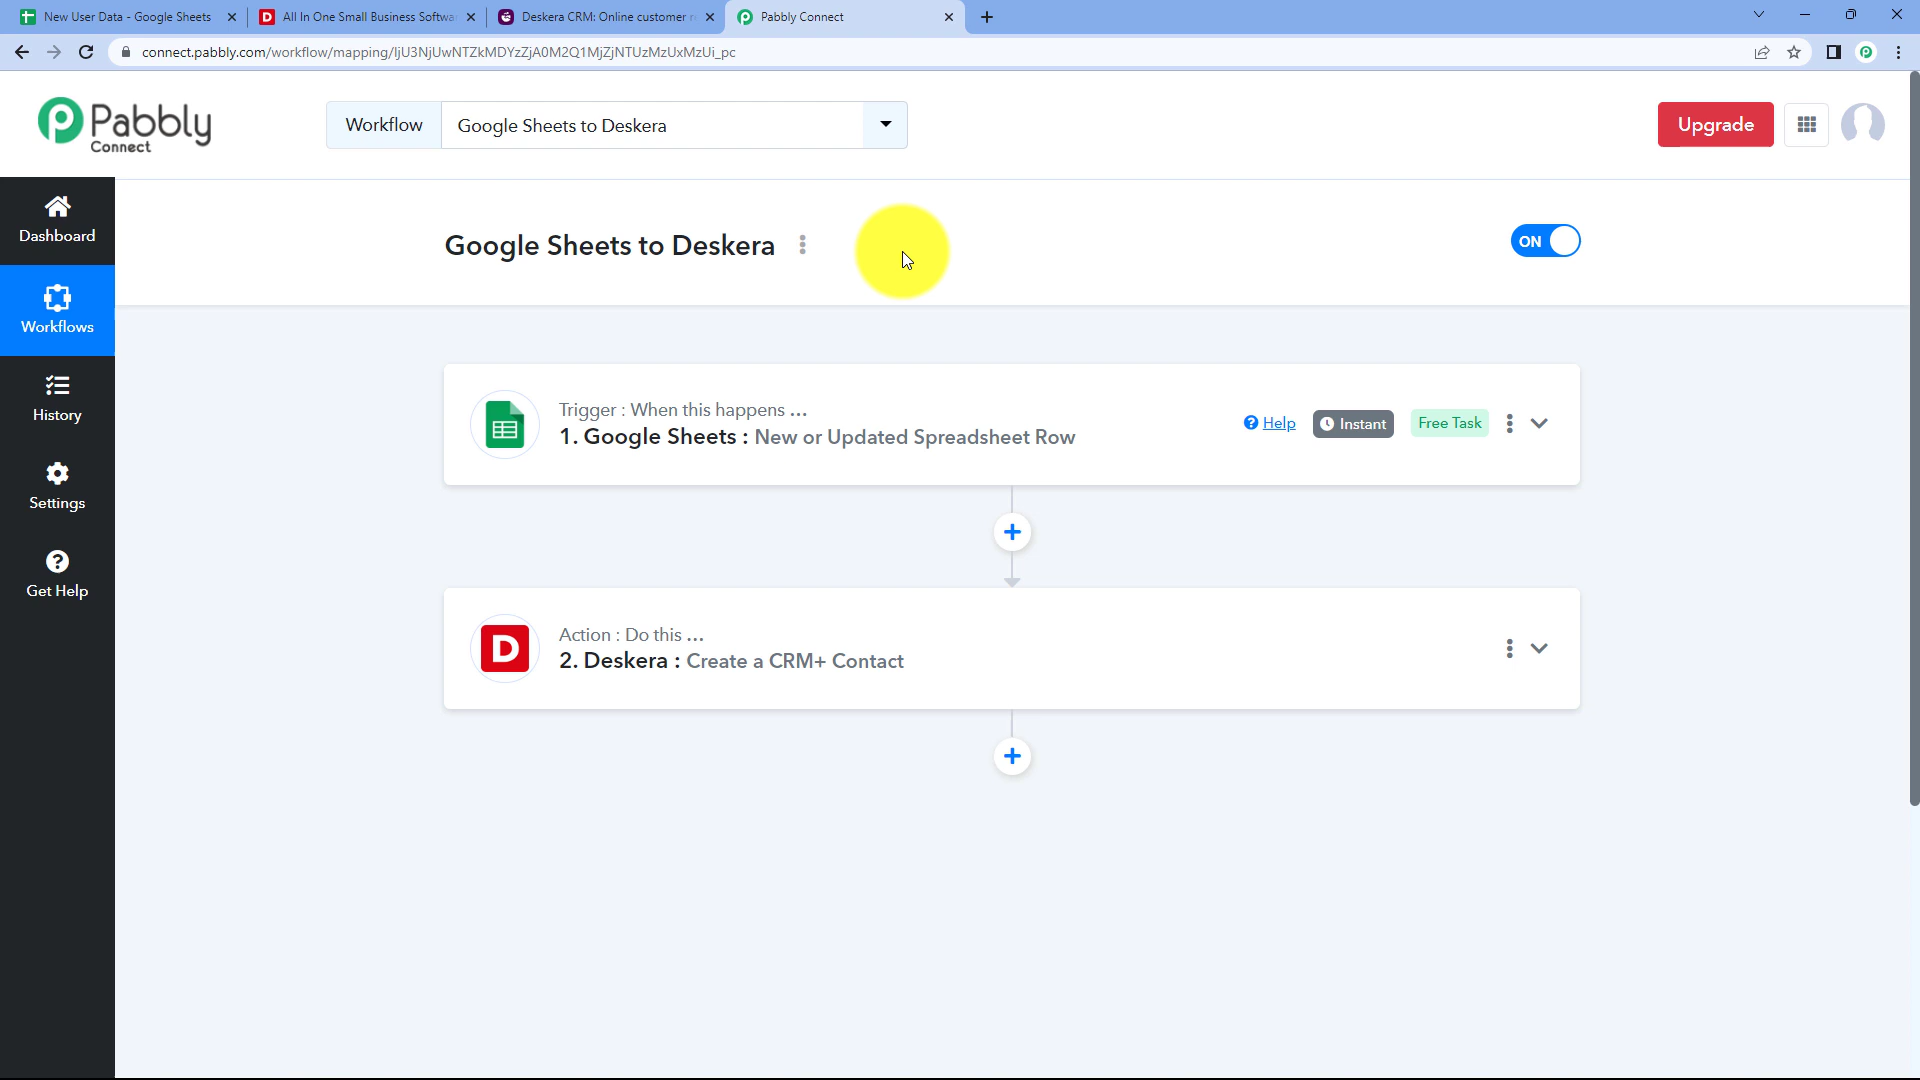 New User Data - Google Sheets
All In One Small Business Softwa
Deskera CRM: Online customer r
Pabbly Connect
connect.pabbly.com/workflow/mapping/IjU3NjUwNTZkMDYzZjA0M2Q1MjZjNTUzMzUxMzUi_pc
Pabbly
Connect
Workflow
Google Sheets to Deskera
Upgrade
Dashboard
Workflows
History
Settings
Get Help
Google Sheets to Deskera
ON
Trigger : When this happens ...
1. Google Sheets : New or Updated Spreadsheet Row
Help
Instant
Free Task
Action : Do this ...
2. Deskera : Create a CRM+ Contact